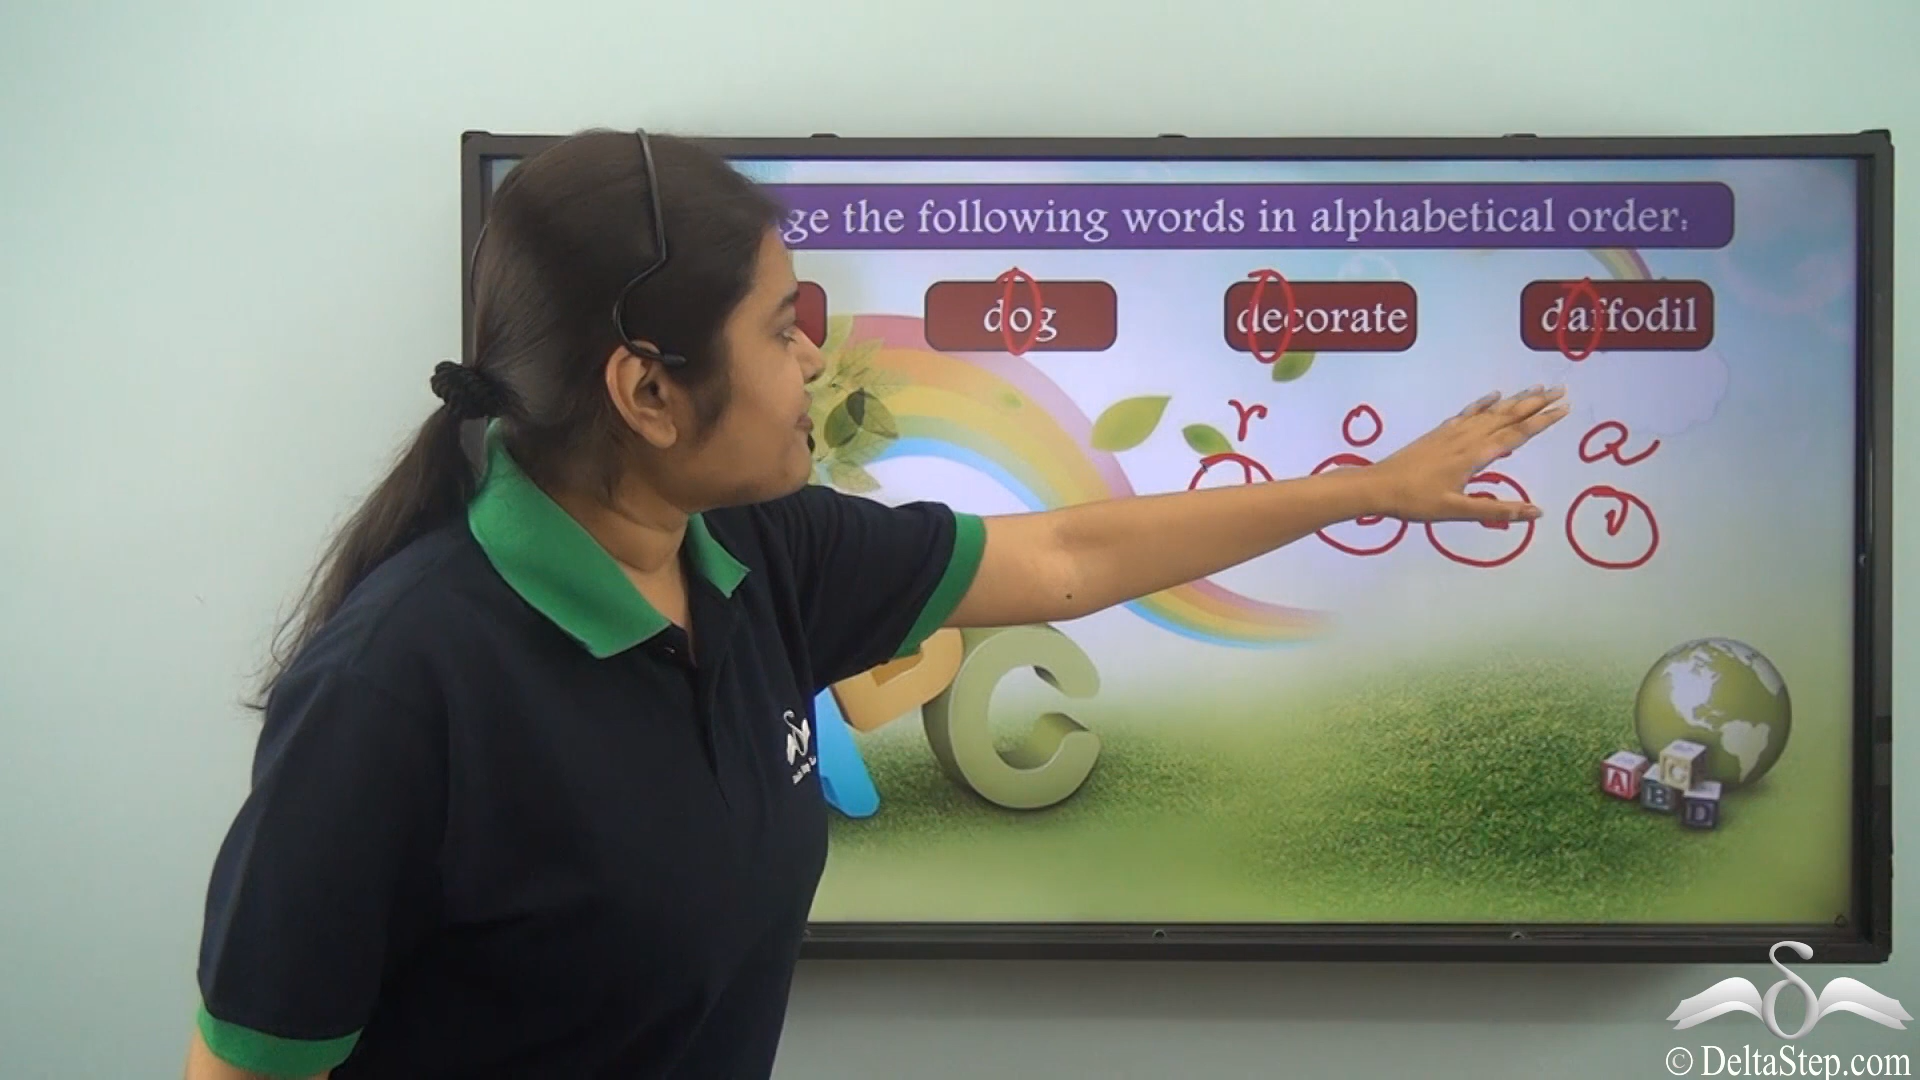 ge the following words in alphabetical order:
dog decorate daffodil
r o a
C
A B C D
© DeltaStep.com